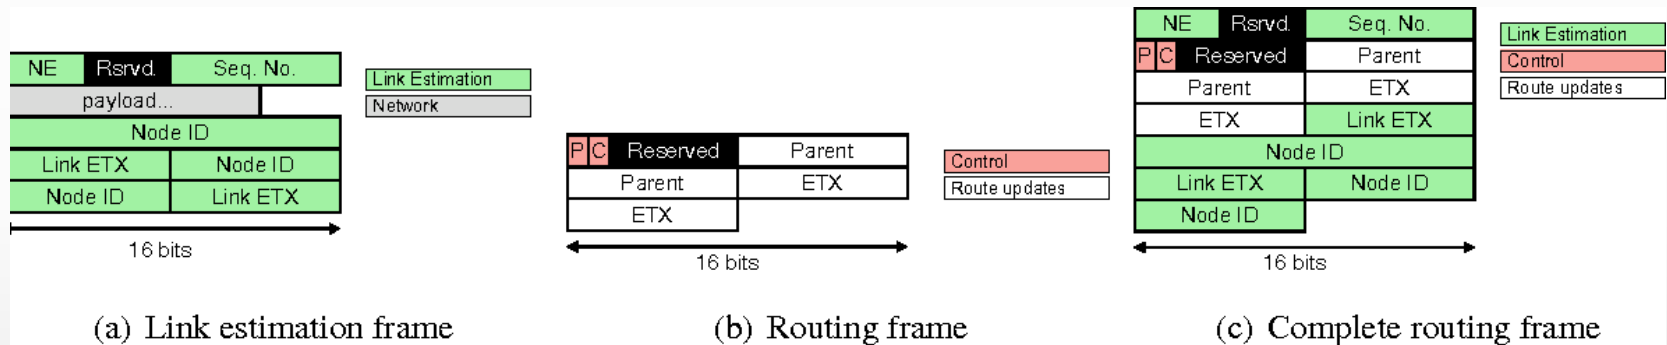 NE Rsrvd. Seq. No.
payload...
Node ID
Link ETX Node ID
Node ID Link ETX
16 bits
Link Estimation
Network
(a) Link estimation frame
P C Reserved Parent
Parent ETX
ETX
16 bits
Control
Route updates
(b) Routing frame
NE Rsrvd. Seq. No.
P C Reserved Parent
Parent ETX
ETX Link ETX
Node ID
Link ETX Node ID
Node ID
16 bits
Link Estimation
Control
Route updates
(c) Complete routing frame